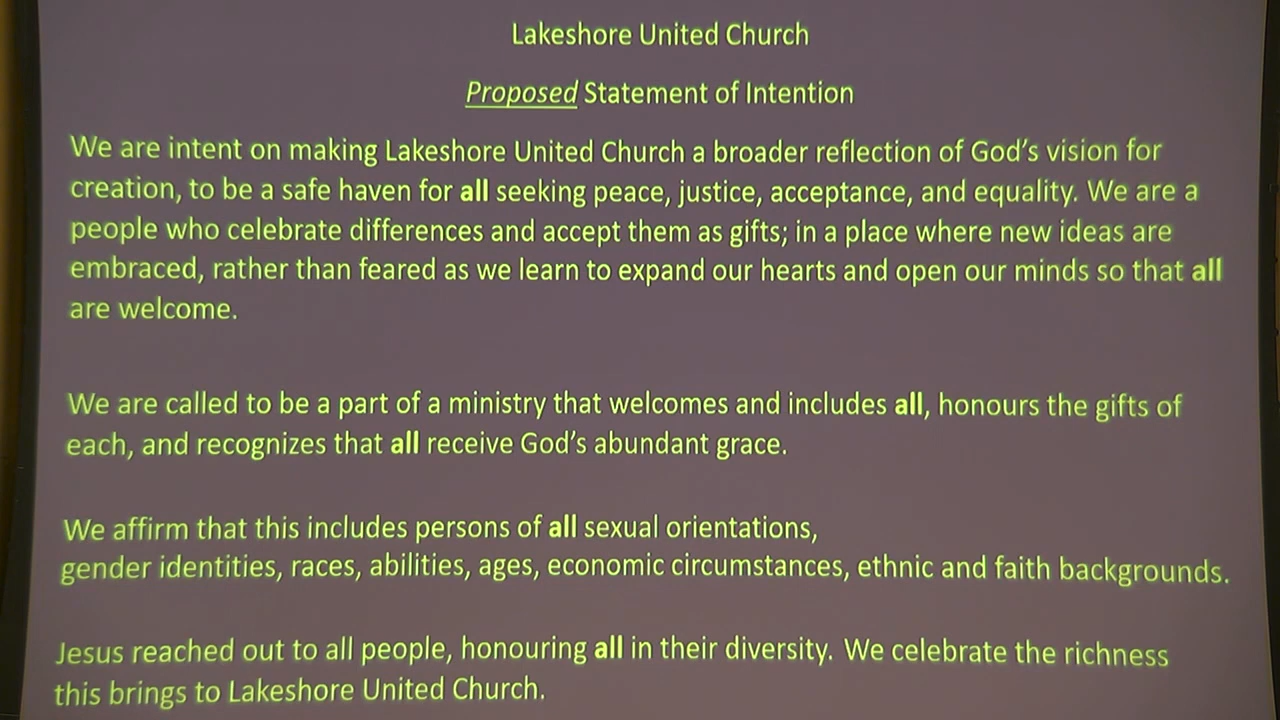 Lakeshore United Church
Proposed Statement of Intention
We are intent on making Lakeshore United Church a broader reflection of God's vision for
creation, to be a safe haven for all seeking peace, justice, acceptance, and equality. We are a
people who celebrate differences and accept them as gifts; in a place where new ideas are
embraced, rather than feared as we learn to expand our hearts and open our minds so that all
are welcome.
We are called to be a part of a ministry that welcomes and includes all, honours the gifts of
each, and recognizes that all receive God's abundant grace.
We affirm that this includes persons of all sexual orientations,
gender identities, races, abilities, ages, economic circumstances, ethnic and faith backgrounds.
Jesus reached out to all people, honouring all in their diversity. We celebrate the richness
this brings to Lakeshore United Church.